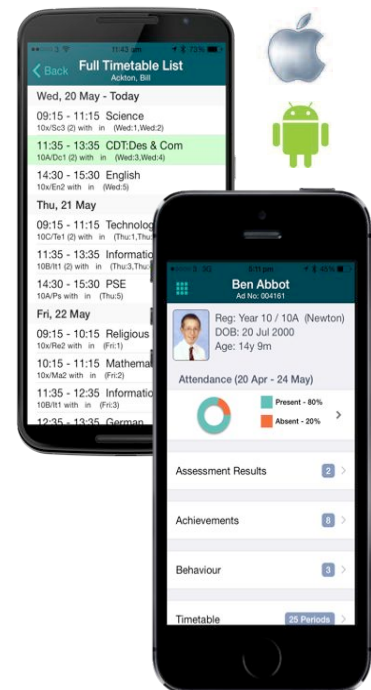 11:43 am
73%
Back
Full Timetable List
Ackton, Bill
Wed, 20 May - Today
09:15 - 11:15 Science
10x/Sc3 (2) with in (Wed:1,Wed:2)
11:35 - 13:35 CDT:Des & Com
10A/Dc1 (2) with in (Wed:3,Wed:4)
14:30 - 15:30 English
10x/En2 with in (Wed:5)
Thu, 21 May
09:15 - 11:15 Technolog
10C/Te1 (2) with in (Thu:1,Thu:
11:35 - 13:35 Informatio
10B/It1 (2) with in (Thu:3,Thu:
14:30 - 15:30 PSE
10A/Ps with in (Thu:5)
Fri, 22 May
09:15 - 10:15 Religious
10x/Re2 with in (Fri:1)
10:15 - 11:15 Mathemat
10x/Ma2 with in (Fri:2)
11:35 - 12:35 Informatio
10B/It1 with in (Fri:3)
12:35 - 13:35 German
3G
3:11 pm
45%
Ben Abbot
Ad No: 004161
Reg: Year 10 / 10A (Newton)
DOB: 20 Jul 2000
Age: 14y 9m
Attendance (20 Apr - 24 May)
Present - 80%
Absent - 20%
Assessment Results 2
Achievements 8
Behaviour 3
Timetable 25 Periods